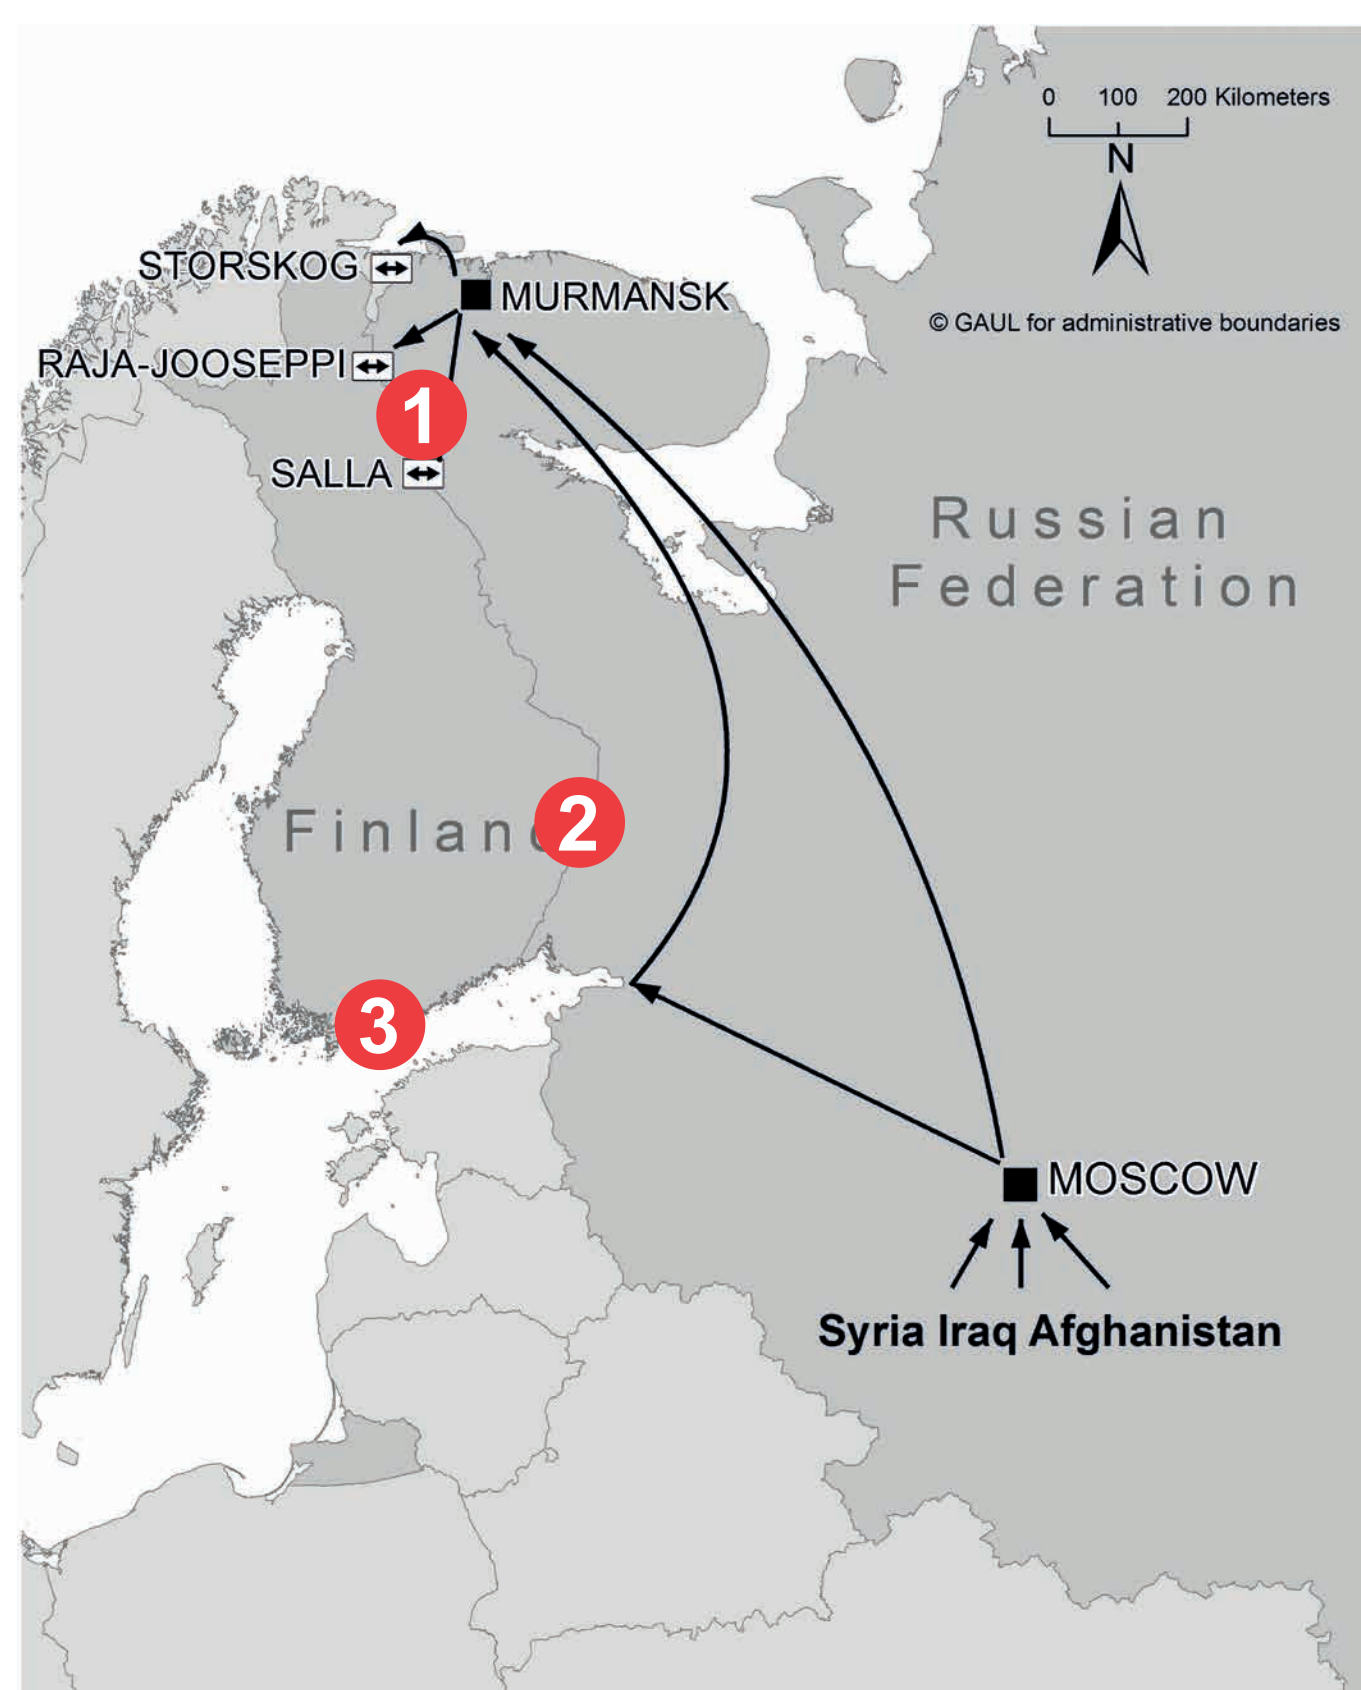 0 100 200 Kilometers
N
© GAUL for administrative boundaries
STORSKOG
MURMANSK
RAJA-JOOSEPPI
1
SALLA
Russian
Federation
2
3
MOSCOW
Syria Iraq Afghanistan